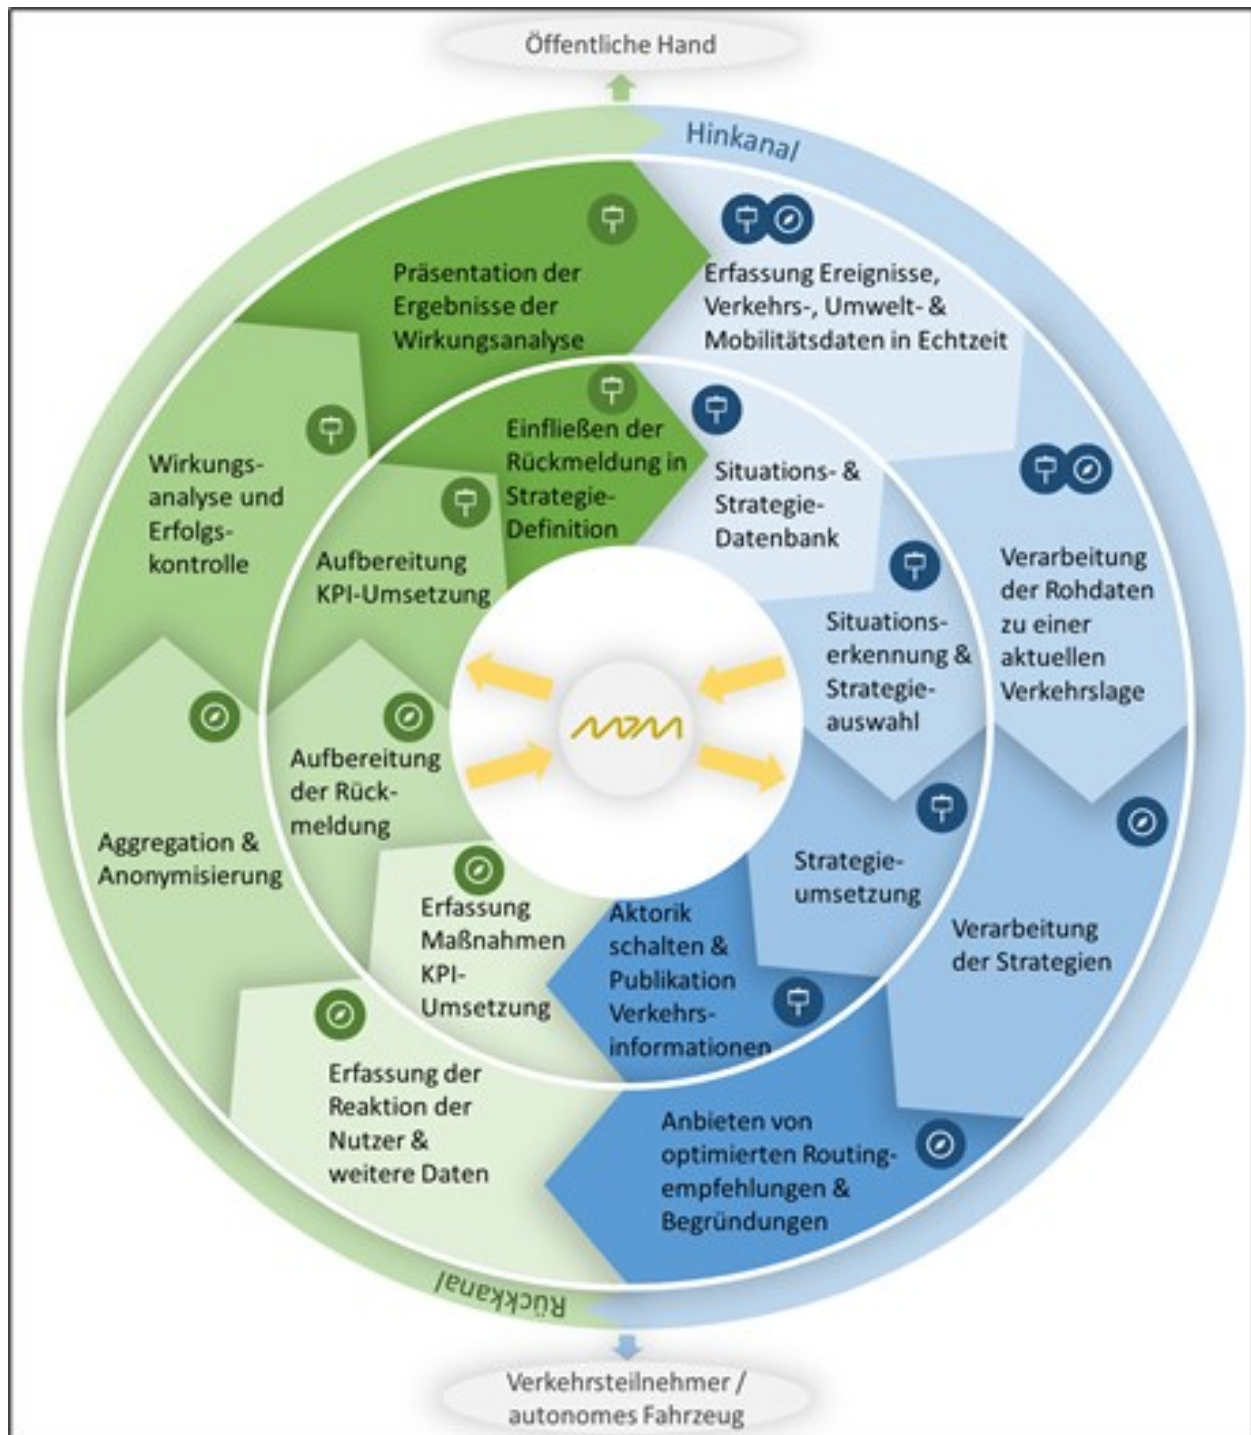 Öffentliche Hand
Hinkanal
Präsentation der
Ergebnisse der
Wirkungsanalyse
Erfassung Ereignisse,
Verkehrs-, Umwelt- &
Mobilitätsdaten in Echtzeit
Einfließen der
Rückmeldung in
Strategie-
Definition
Situations- &
Strategie-
Datenbank
Wirkungs-
analyse und
Erfolgs-
kontrolle
Aufbereitung
KPI-Umsetzung
Situations-
erkennung &
Strategie-
auswahl
Verarbeitung
der Rohdaten
zu einer
aktuellen
Verkehrslage
MDM
Aufbereitung
der Rück-
meldung
Aggregation &
Anonymisierung
Strategie-
umsetzung
Verarbeitung
der Strategien
Erfassung
Maßnahmen
KPI-
Umsetzung
Aktorik
schalten &
Publikation
Verkehrs-
informationen
Erfassung der
Reaktion der
Nutzer &
weitere Daten
Anbieten von
optimierten Routing-
empfehlungen &
Begründungen
Rückkanal
Verkehrsteilnehmer /
autonomes Fahrzeug